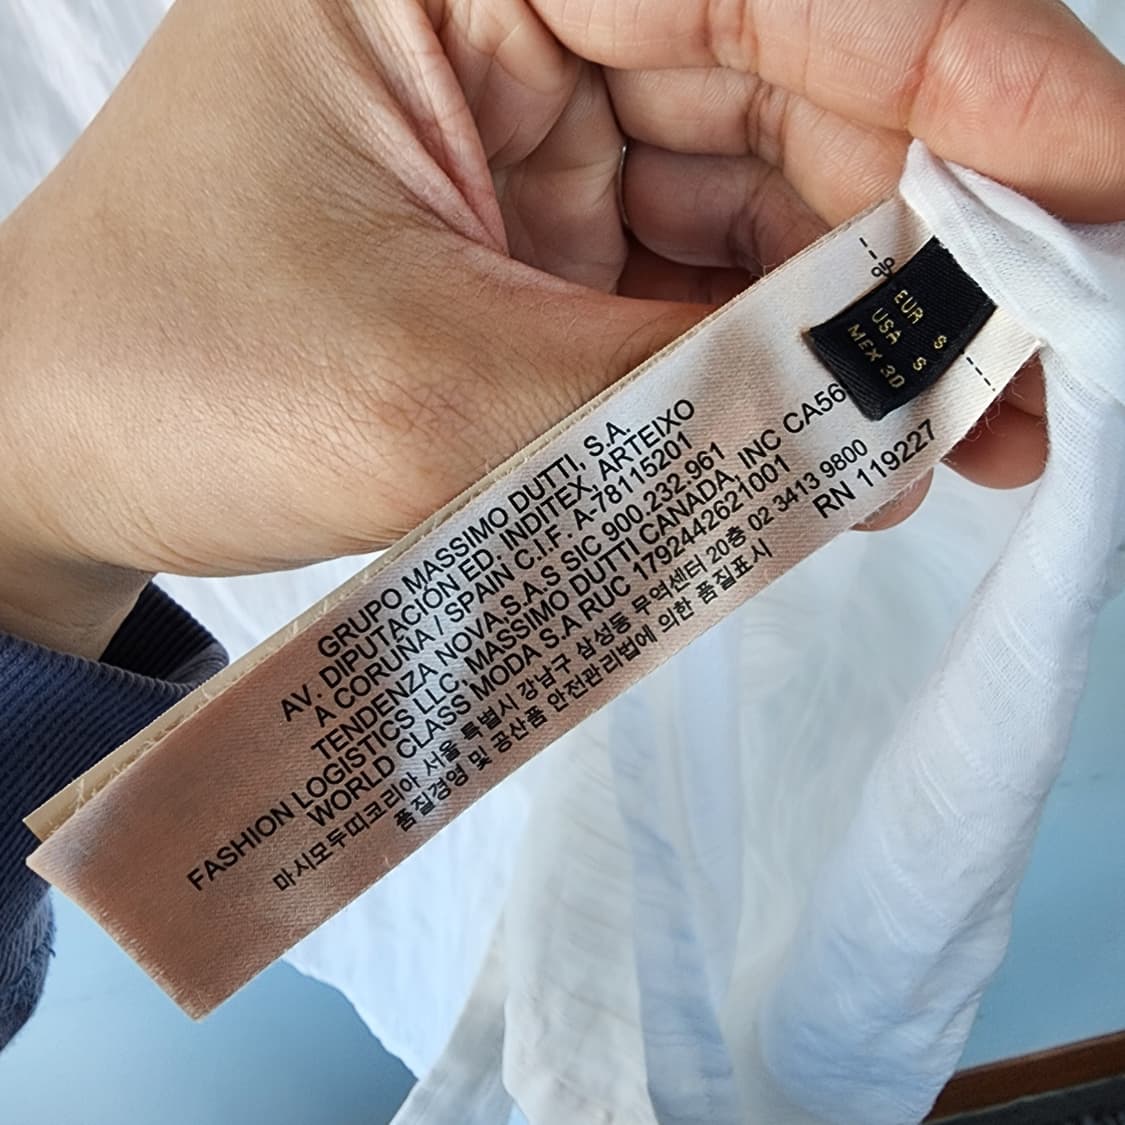 EUR S
USA S
MEX 30
GRUPO MASSIMO DUTTI, S.A.
AV. DIPUTACIÓN ED. INDITEX, ARTEIXO
A CORUÑA / SPAIN C.I.F. A-78115201
TENDENZA NOVA.S.A.S SIC 900.232.961
FASHION LOGISTICS LLC, MASSIMO DUTTI CANADA, INC CA56
WORLD CLASS MODA S.A RUC 1792442621001
마시모두띠코리아 서울 특별시 강남구 삼성동 무역센터 20층 02 3413 9800
품질경영 및 공산품 안전관리법에 의한 품질표시
RN 119227